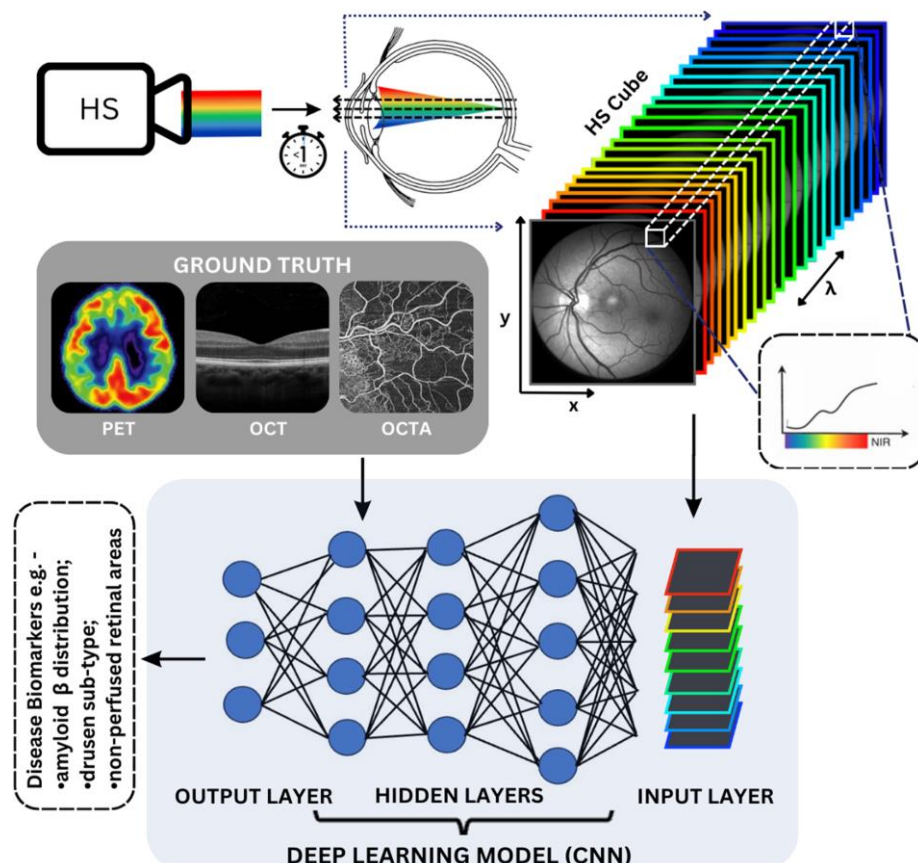 HS
<1
HS Cube
λ
y
x
NIR
GROUND TRUTH
PET
OCT
OCTA
Disease Biomarkers e.g.-
•amyloid β distribution;
•drusen sub-type;
•non-perfused retinal areas
OUTPUT LAYER
HIDDEN LAYERS
INPUT LAYER
DEEP LEARNING MODEL (CNN)